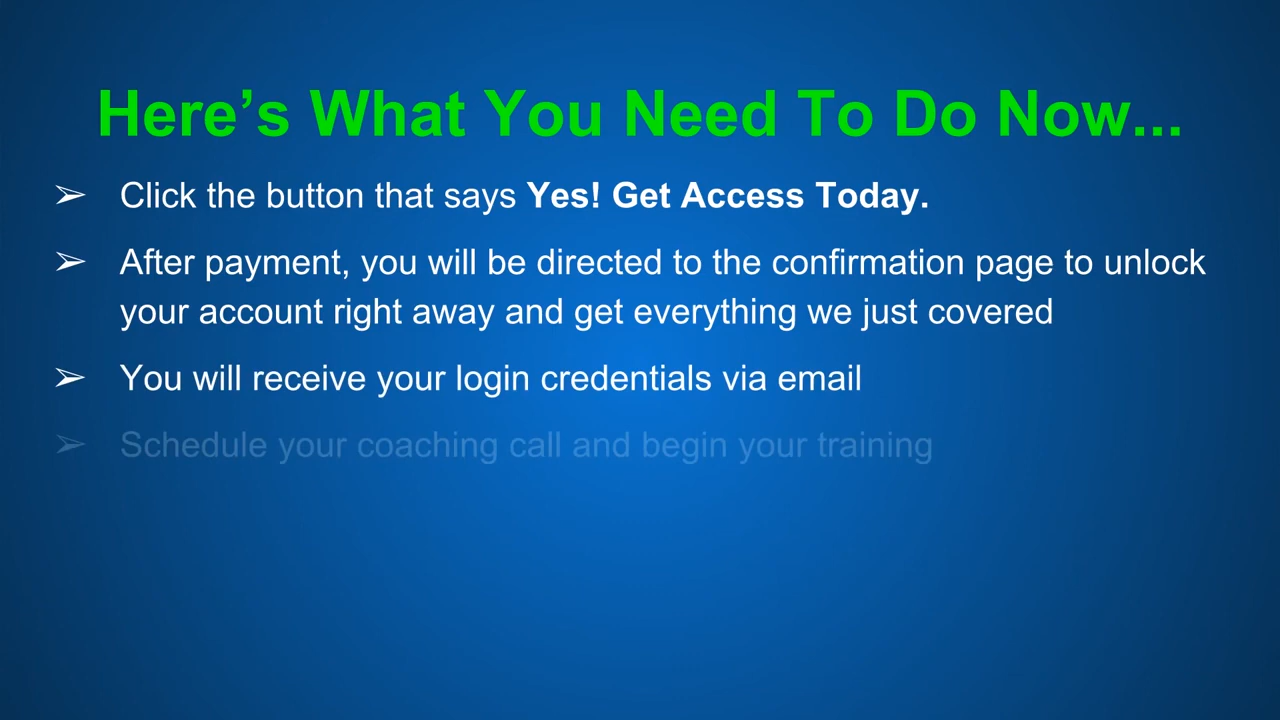 Here’s What You Need To Do Now...
➢ Click the button that says Yes! Get Access Today.
➢ After payment, you will be directed to the confirmation page to unlock
your account right away and get everything we just covered
➢ You will receive your login credentials via email
➢ Schedule your coaching call and begin your training